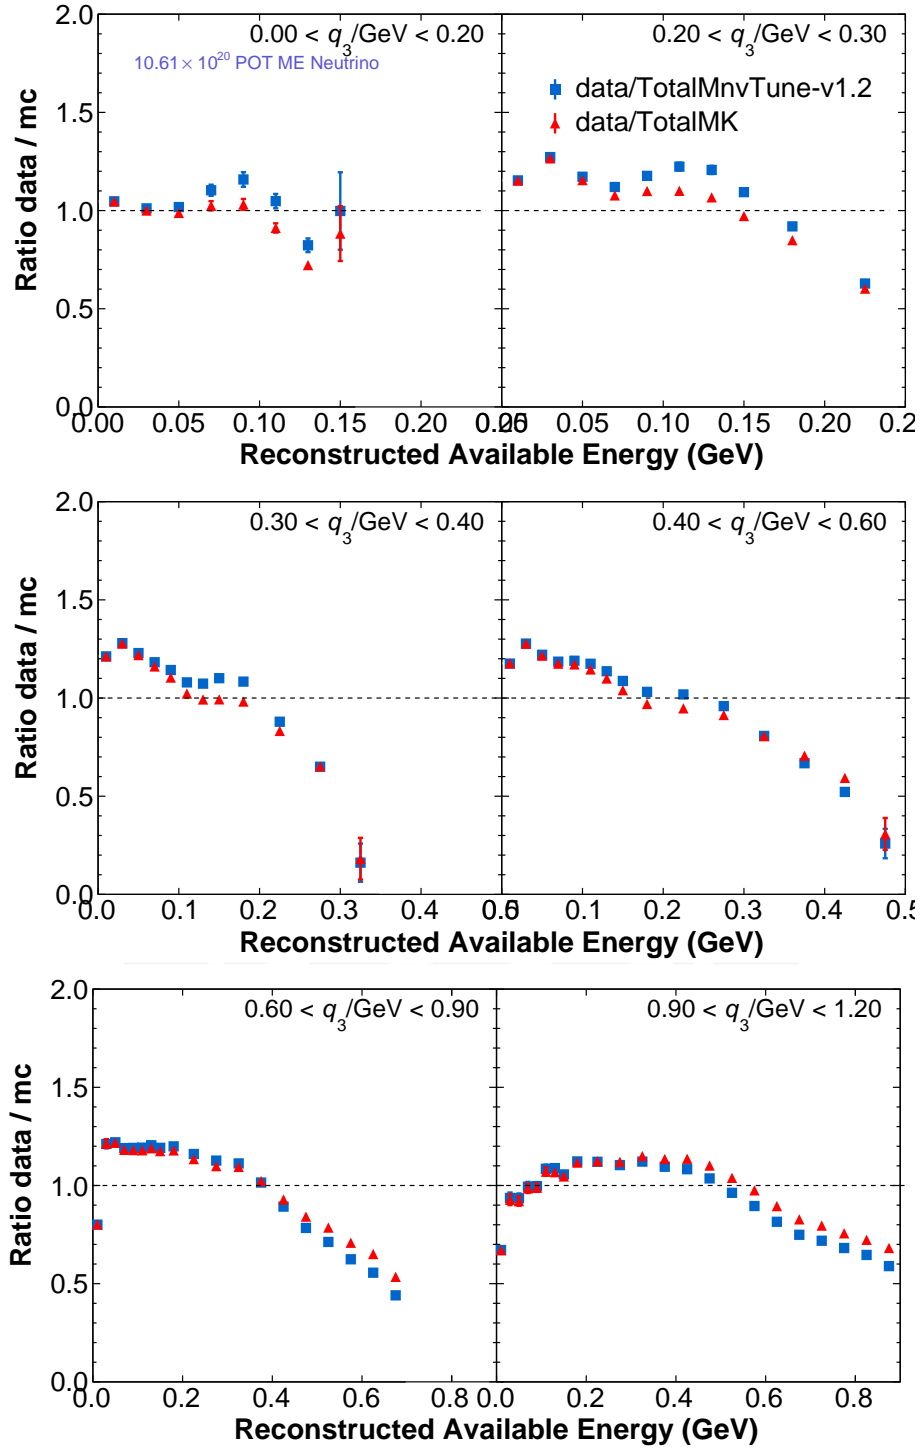 0.00 < q3/GeV < 0.20
0.20 < q3/GeV < 0.30
10.61 × 10^20 POT ME Neutrino
data/TotalMnvTune-v1.2
data/TotalMK
Ratio data / mc
2.0
1.5
1.0
0.5
0.0
0.00 0.05 0.10 0.15 0.20
0.05 0.10 0.15 0.20
Reconstructed Available Energy (GeV)
0.30 < q3/GeV < 0.40
0.40 < q3/GeV < 0.60
Ratio data / mc
2.0
1.5
1.0
0.5
0.0
0.0 0.1 0.2 0.3 0.4
0.1 0.2 0.3 0.4 0.5
Reconstructed Available Energy (GeV)
0.60 < q3/GeV < 0.90
0.90 < q3/GeV < 1.20
Ratio data / mc
2.0
1.5
1.0
0.5
0.0
0.0 0.2 0.4 0.6 0.8
0.0 0.2 0.4 0.6 0.8
Reconstructed Available Energy (GeV)